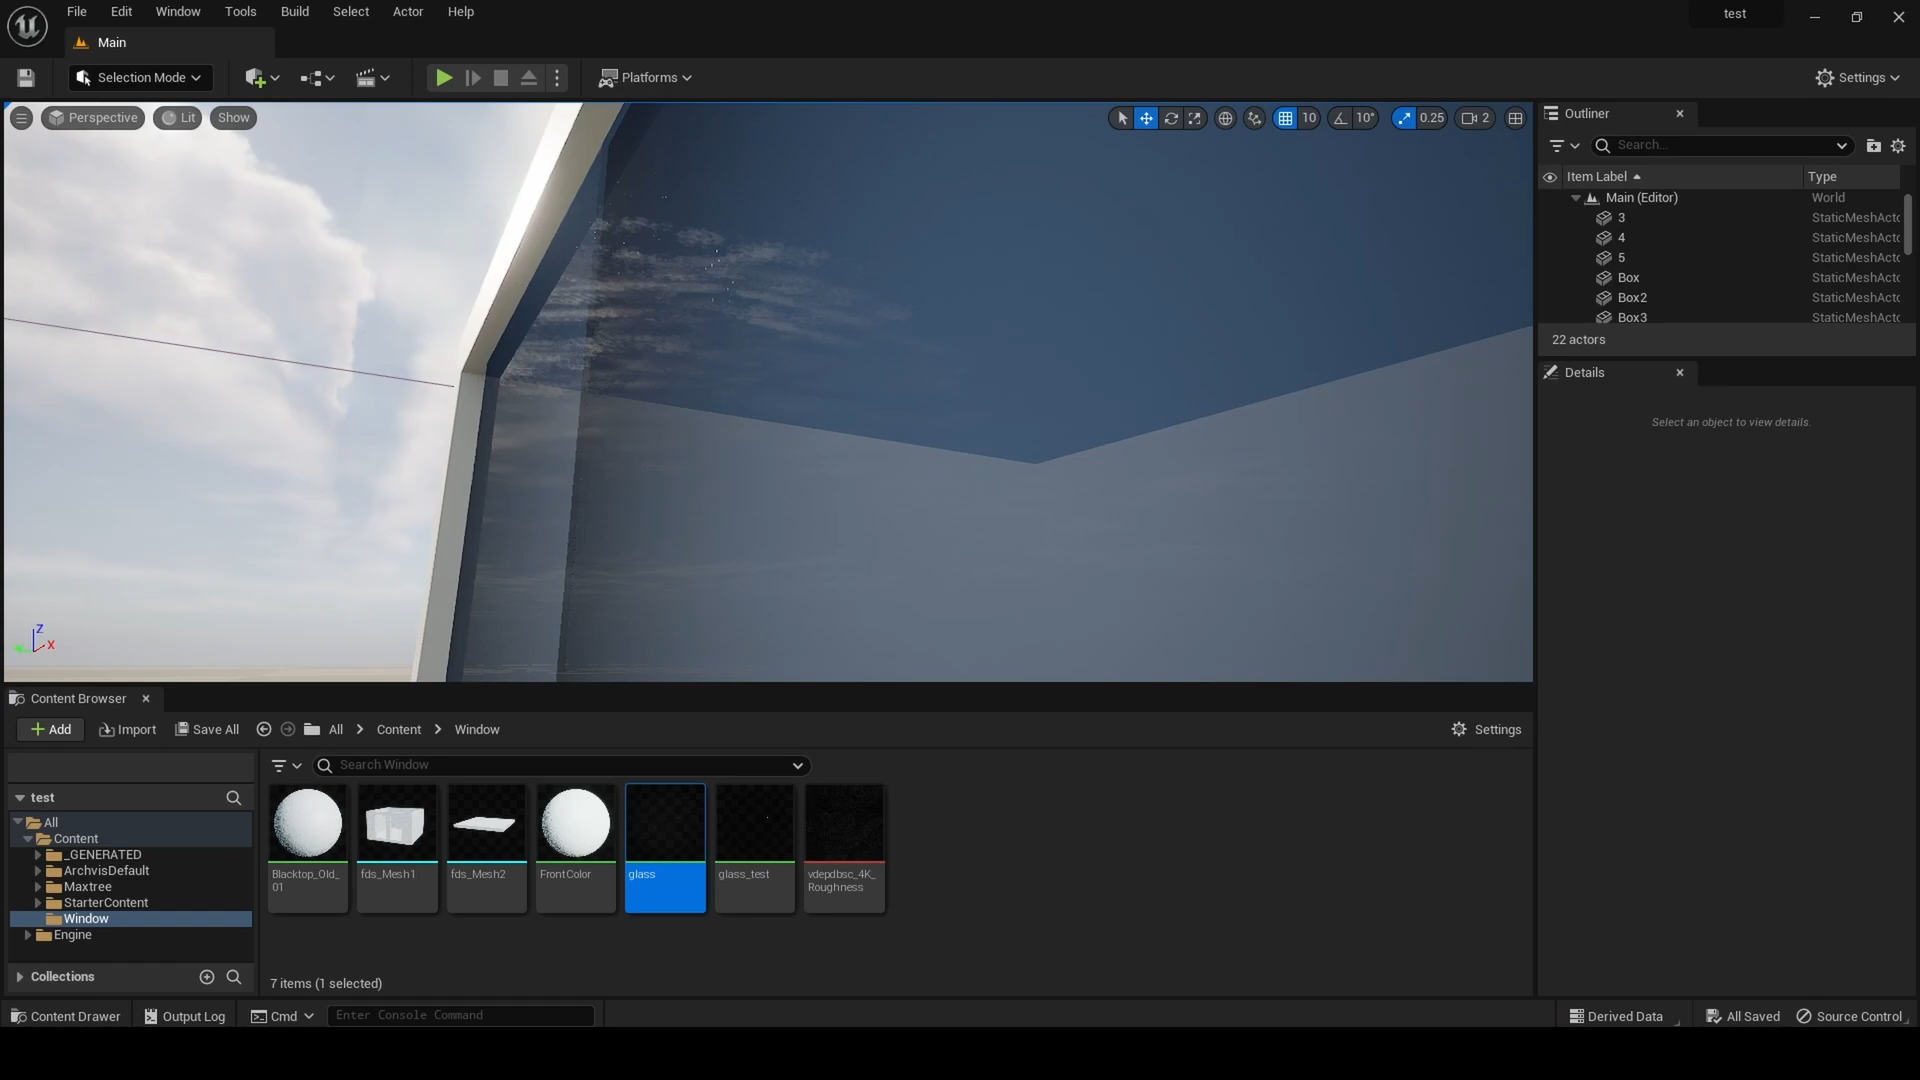 File Edit Window Tools Build Select Actor Help
test
Main
Selection Mode
Platforms
Settings
Perspective
Lit
Show
10
10°
0.25
2
Outliner
Search...
Item Label
Type
Main (Editor)
World
3
StaticMeshActo
4
StaticMeshActo
5
StaticMeshActo
Box
StaticMeshActo
Box2
StaticMeshActo
Box3
StaticMeshActo
22 actors
Details
Select an object to view details.
Z
X
Content Browser
Add
Import
Save All
All
Content
Window
Settings
Search Window
test
All
Content
_GENERATED
ArchvisDefault
Maxtree
StarterContent
Window
Engine
Collections
Blacktop_Old_
01
fds_Mesh1
fds_Mesh2
FrontColor
glass
glass_test
vdepdbsc_4K_
Roughness
7 items (1 selected)
Content Drawer
Output Log
Cmd
Enter Console Command
Derived Data
All Saved
Source Control